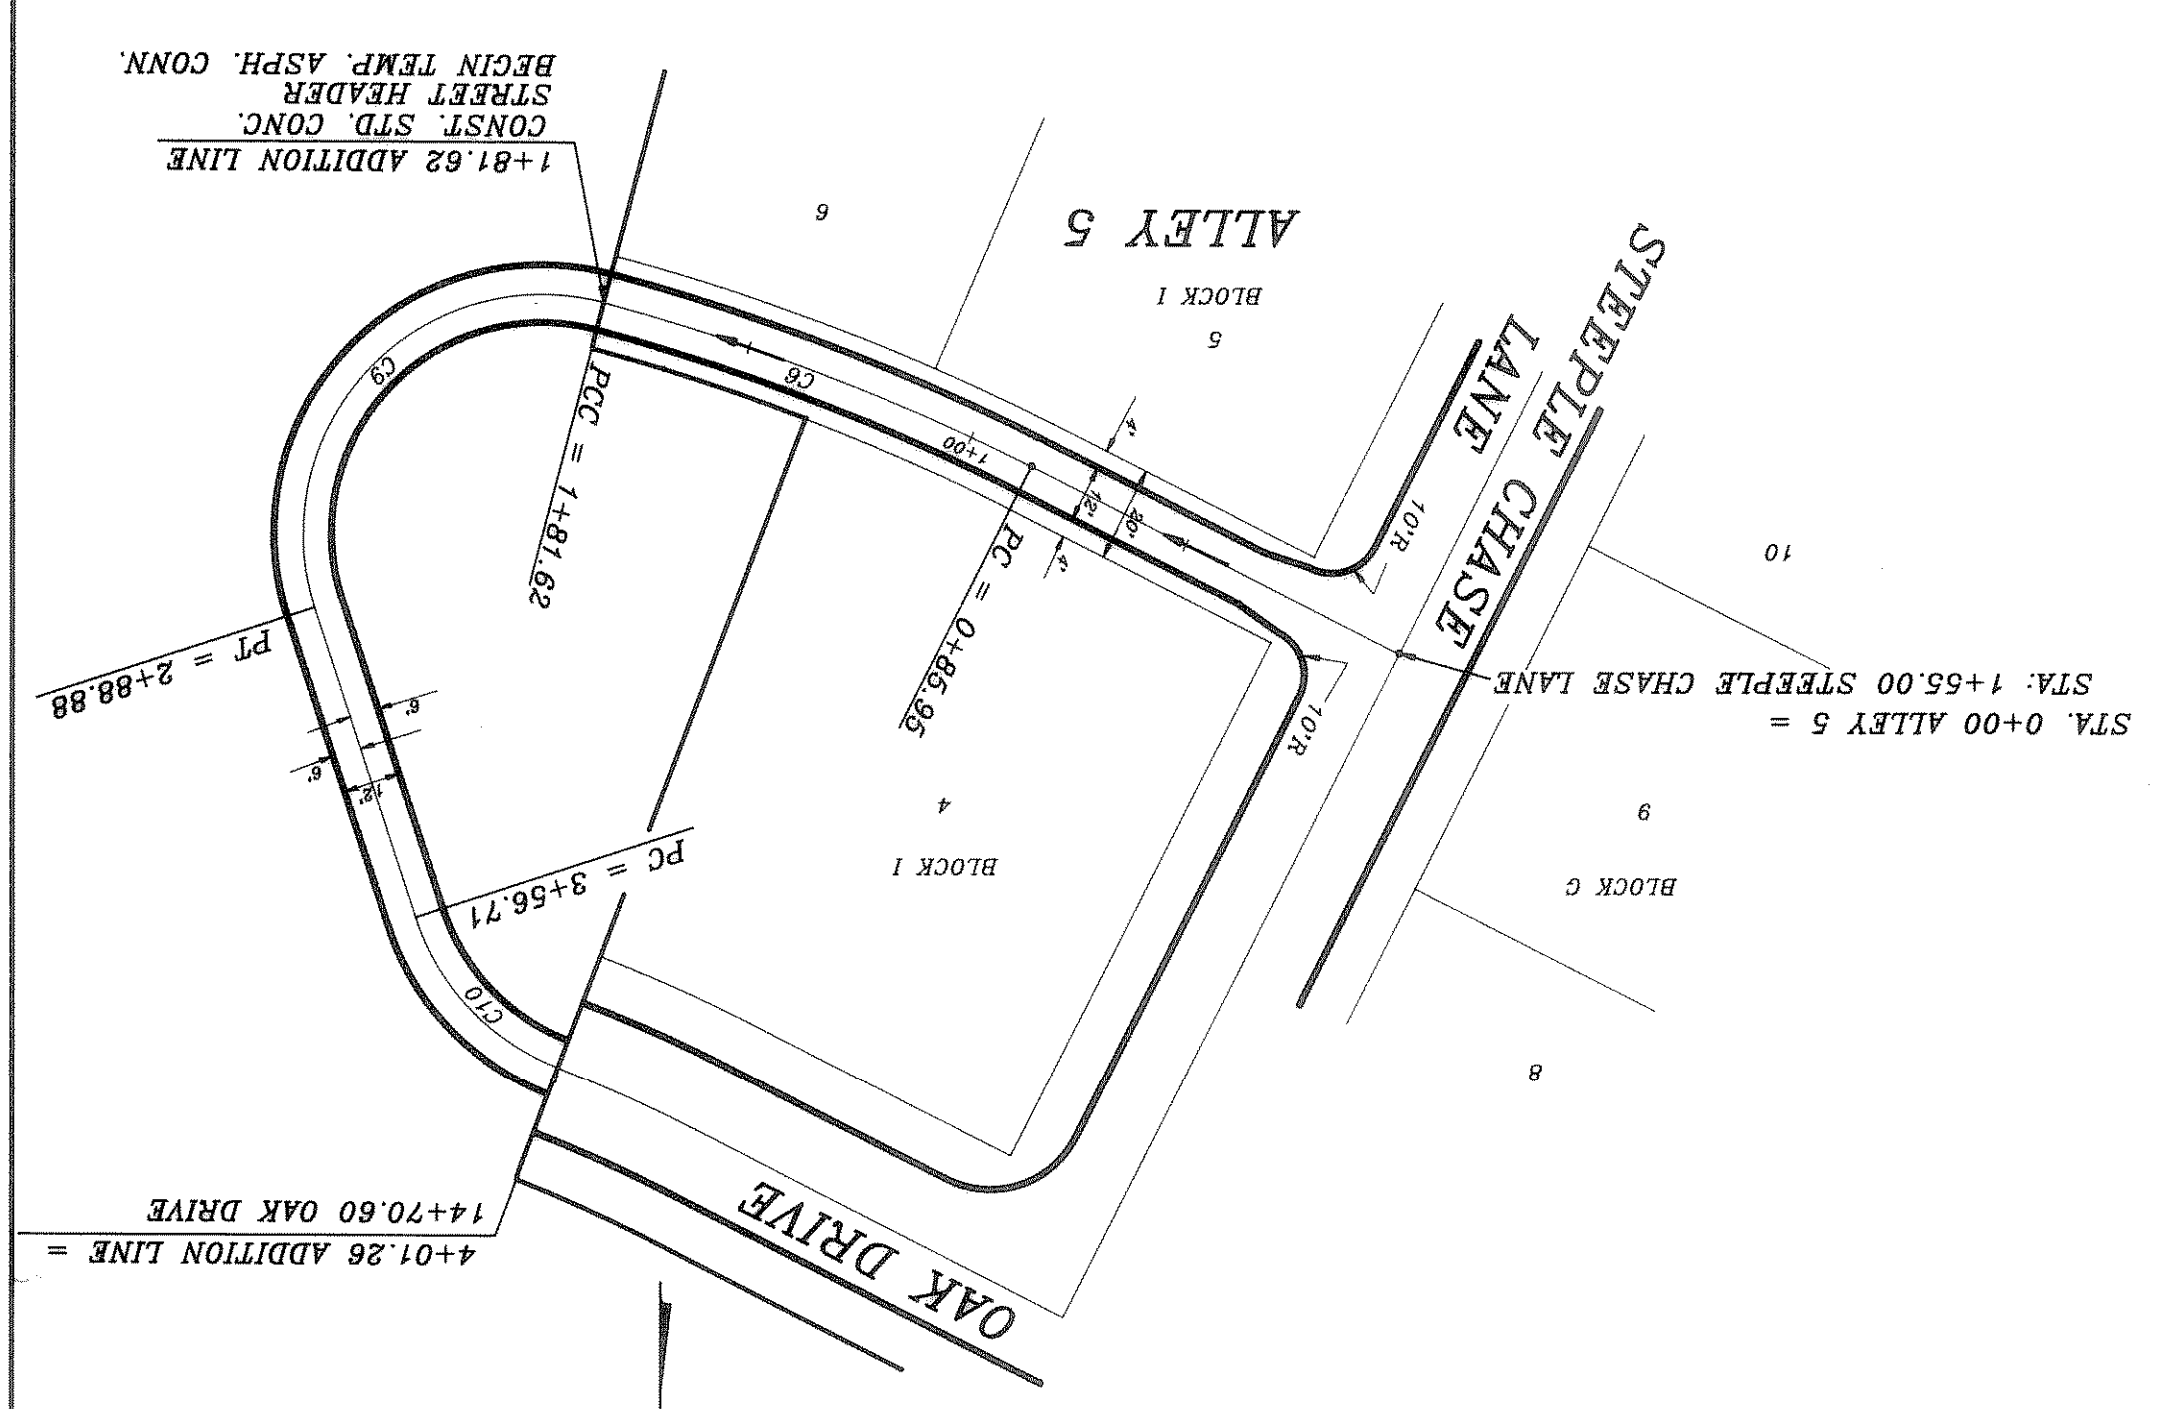 4+01.26 ADDITION LINE =
14+70.60 OAK DRIVE
OAK DRIVE
8
C10
BLOCK G
9
BLOCK I
4
PC = 3+56.71
STA. 0+00 ALLEY 5 =
STA: 1+55.00 STEEPLE CHASE LANE
10'R
12'
6'
6'
PT = 2+88.88
PC = 0+85.95
10
10'R
STEEPLE CHASE
LANE
4'
20'
12'
4'
1+00
PCC = 1+81.62
C6
C9
5
BLOCK I
ALLEY 5
6
1+81.62 ADDITION LINE
CONST. STD. CONC.
STREET HEADER
BEGIN TEMP. ASPH. CONN.